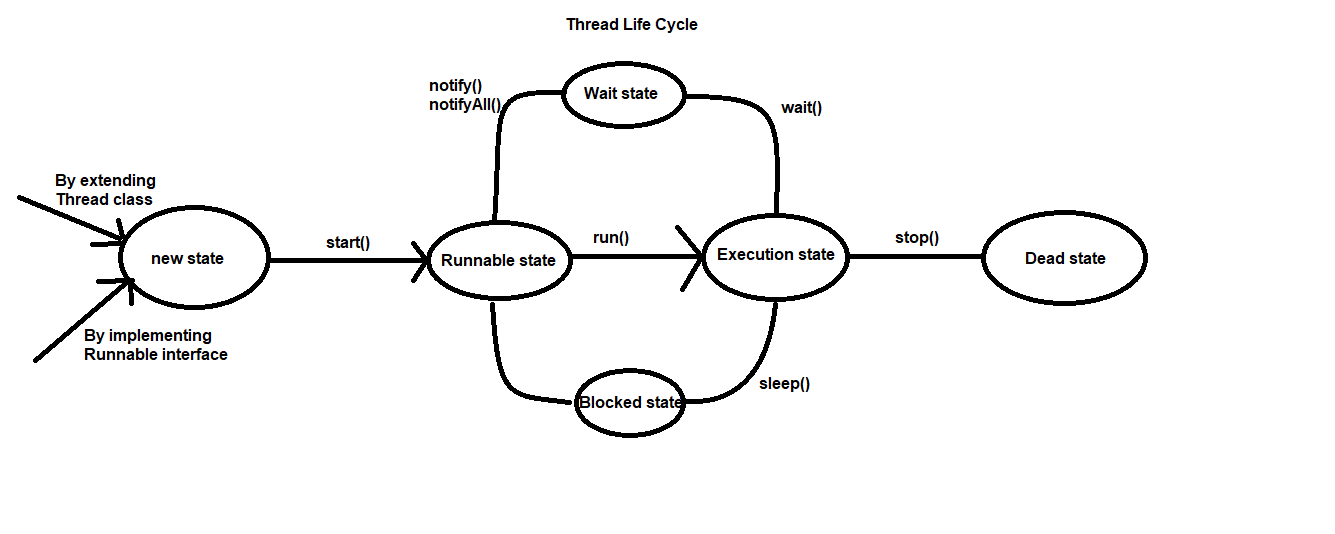 Thread Life Cycle
notify()
notifyAll()
Wait state
wait()
By extending
Thread class
new state
start()
Runnable state
run()
Execution state
stop()
Dead state
By implementing
Runnable interface
Blocked state
sleep()